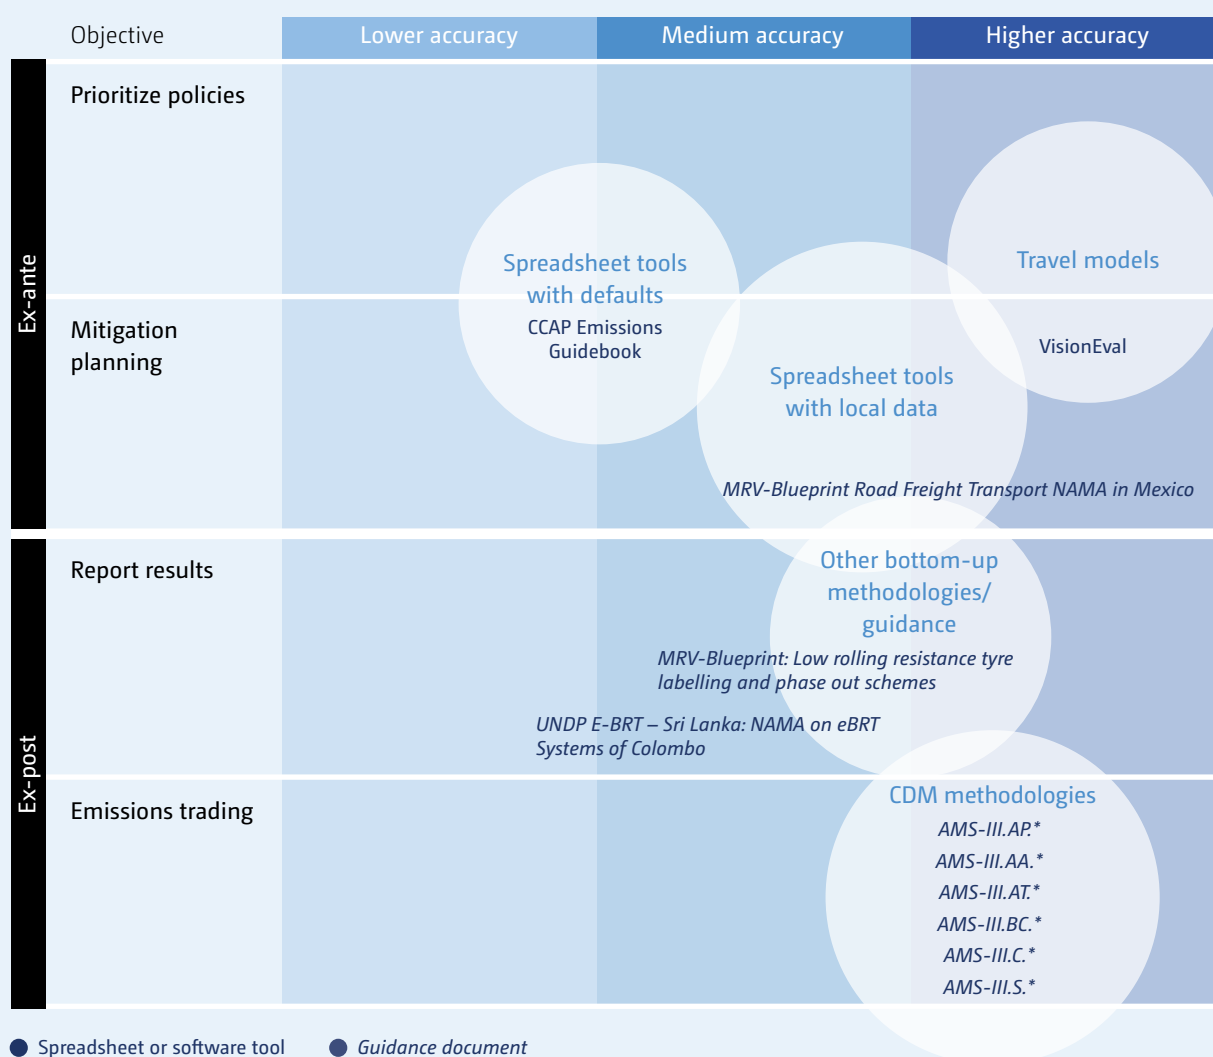 Objective
Lower accuracy
Medium accuracy
Higher accuracy
Ex-ante
Prioritize policies
Spreadsheet tools
with defaults
CCAP Emissions
Guidebook
Travel models
VisionEval
Mitigation
planning
Spreadsheet tools
with local data
MRV-Blueprint Road Freight Transport NAMA in Mexico
Ex-post
Report results
Other bottom-up
methodologies/
guidance
MRV-Blueprint: Low rolling resistance tyre
labelling and phase out schemes
UNDP E-BRT – Sri Lanka: NAMA on eBRT
Systems of Colombo
Emissions trading
CDM methodologies
AMS-III.AP.*
AMS-III.AA.*
AMS-III.AT.*
AMS-III.BC.*
AMS-III.C.*
AMS-III.S.*
Spreadsheet or software tool
Guidance document